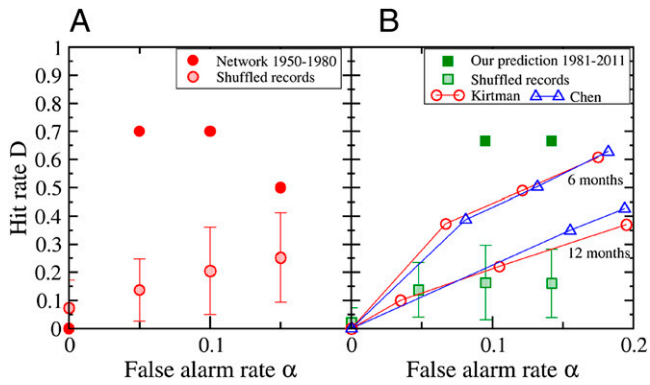 A
B
Network 1950-1980
Shuffled records
Our prediction 1981-2011
Shuffled records
Kirtman Chen
1
0.9
0.8
0.7
0.6
0.5
0.4
0.3
0.2
0.1
0
Hit rate D
6 months
12 months
0 0.1 0 0.1 0.2
False alarm rate α
False alarm rate α